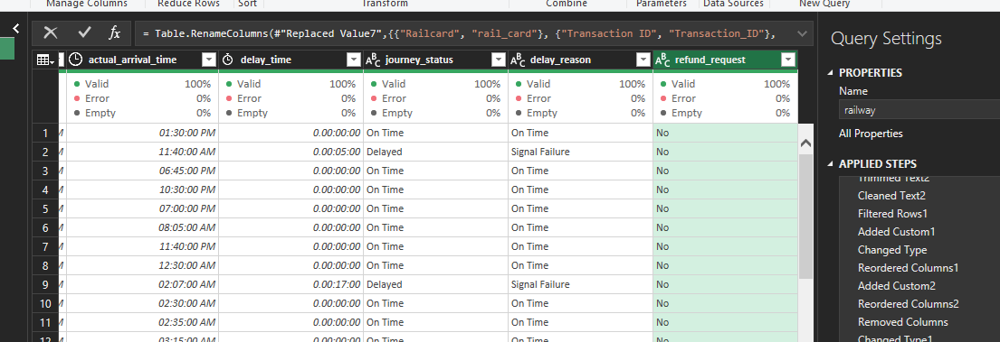 Manage Columns Reduce Rows Sort Transform Combine Parameters Data Sources New Query
= Table.RenameColumns(#"Replaced Value7",{{"Railcard", "rail_card"}, {"Transaction ID", "Transaction_ID"},
Query Settings
PROPERTIES
Name
railway
All Properties
APPLIED STEPS
Trimmed Text2
Cleaned Text2
Filtered Rows1
Added Custom1
Changed Type
Reordered Columns1
Added Custom2
Reordered Columns2
Removed Columns
Changed Type1
actual_arrival_time delay_time journey_status delay_reason refund_request
Valid 100% Valid 100% Valid 100% Valid 100% Valid 100%
Error 0% Error 0% Error 0% Error 0% Error 0%
Empty 0% Empty 0% Empty 0% Empty 0% Empty 0%
1 M 01:30:00 PM 0.00:00:00 On Time On Time No
2 M 11:40:00 AM 0.00:05:00 Delayed Signal Failure No
3 M 06:45:00 PM 0.00:00:00 On Time On Time No
4 M 10:30:00 PM 0.00:00:00 On Time On Time No
5 M 07:00:00 PM 0.00:00:00 On Time On Time No
6 M 08:05:00 AM 0.00:00:00 On Time On Time No
7 M 11:40:00 PM 0.00:00:00 On Time On Time No
8 M 12:30:00 AM 0.00:00:00 On Time On Time No
9 M 02:07:00 AM 0.00:17:00 Delayed Signal Failure No
10 M 02:30:00 AM 0.00:00:00 On Time On Time No
11 M 02:35:00 AM 0.00:00:00 On Time On Time No
12 M 03:15:00 AM 0.00:00:00 On Time On Time No